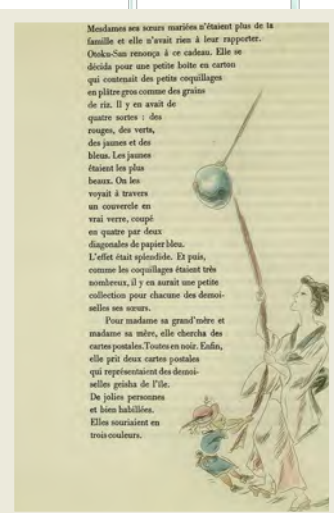 Mesdames ses sœurs mariées n'étaient plus de la
famille et elle n'avait rien à leur rapporter.
Otoku-San renonça à ce cadeau. Elle se
décida pour une petite boîte en carton
qui contenait des petits coquillages
en plâtre gros comme des grains
de riz. Il y en avait de
quatre sortes : des
rouges, des verts,
des jaunes et des
bleus. Les jaunes
étaient les plus
beaux. On les
voyait à travers
un couvercle en
vrai verre, coupé
en quatre par deux
diagonales de papier bleu.
L'effet était splendide. Et puis,
comme les coquillages étaient très
nombreux, il y en aurait une petite
collection pour chacune des demoi-
selles ses sœurs.
Pour madame sa grand'mère et
madame sa mère, elle chercha des
cartes postales. Toutes en noir. Enfin,
elle prit deux cartes postales
qui représentaient des demoi-
selles geisha de l'île.
De jolies personnes
et bien habillées.
Elles souriaient en
trois couleurs.